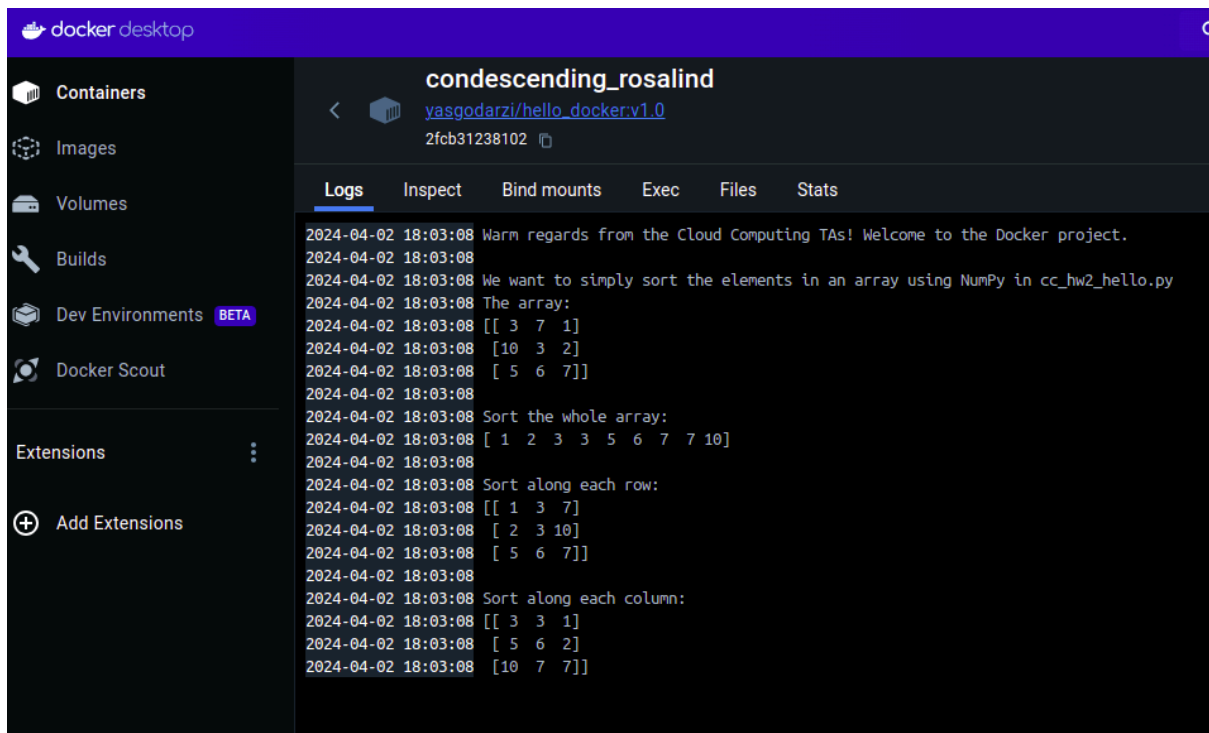 docker desktop
Containers
Images
Volumes
Builds
Dev Environments BETA
Docker Scout
Extensions
Add Extensions
condescending_rosalind
yasgodarzi/hello_docker:v1.0
2fcb31238102
Logs Inspect Bind mounts Exec Files Stats
2024-04-02 18:03:08 Warm regards from the Cloud Computing TAs! Welcome to the Docker project.
2024-04-02 18:03:08
2024-04-02 18:03:08 We want to simply sort the elements in an array using NumPy in cc_hw2_hello.py
2024-04-02 18:03:08 The array:
2024-04-02 18:03:08 [[ 3  7  1]
2024-04-02 18:03:08  [10  3  2]
2024-04-02 18:03:08  [ 5  6  7]]
2024-04-02 18:03:08
2024-04-02 18:03:08 Sort the whole array:
2024-04-02 18:03:08 [ 1  2  3  3  5  6  7  7 10]
2024-04-02 18:03:08
2024-04-02 18:03:08 Sort along each row:
2024-04-02 18:03:08 [[ 1  3  7]
2024-04-02 18:03:08  [ 2  3 10]
2024-04-02 18:03:08  [ 5  6  7]]
2024-04-02 18:03:08
2024-04-02 18:03:08 Sort along each column:
2024-04-02 18:03:08 [[ 3  3  1]
2024-04-02 18:03:08  [ 5  6  2]
2024-04-02 18:03:08  [10  7  7]]